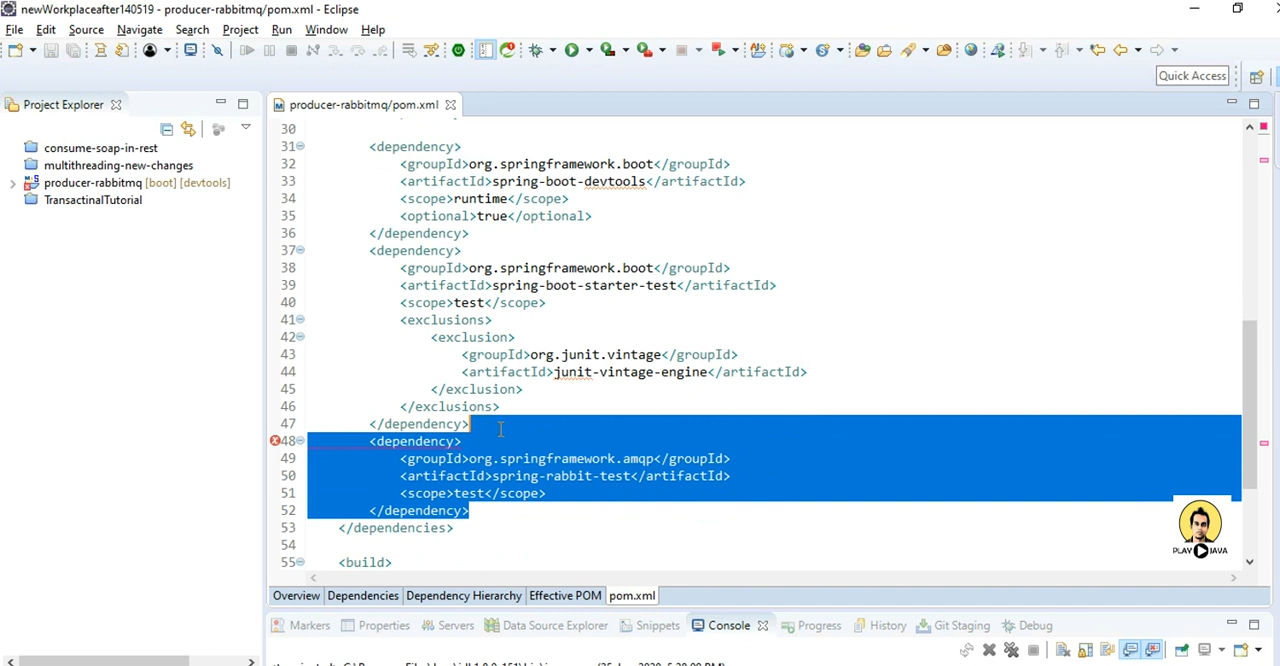 newWorkplaceafter140519 - producer-rabbitmq/pom.xml - Eclipse
File Edit Source Navigate Search Project Run Window Help
Quick Access
Project Explorer
producer-rabbitmq/pom.xml
consume-soap-in-rest
multithreading-new-changes
producer-rabbitmq [boot] [devtools]
TransactinalTutorial
30
31 <dependency>
32 <groupId>org.springframework.boot</groupId>
33 <artifactId>spring-boot-devtools</artifactId>
34 <scope>runtime</scope>
35 <optional>true</optional>
36 </dependency>
37 <dependency>
38 <groupId>org.springframework.boot</groupId>
39 <artifactId>spring-boot-starter-test</artifactId>
40 <scope>test</scope>
41 <exclusions>
42 <exclusion>
43 <groupId>org.junit.vintage</groupId>
44 <artifactId>junit-vintage-engine</artifactId>
45 </exclusion>
46 </exclusions>
47 </dependency>
48 <dependency>
49 <groupId>org.springframework.amqp</groupId>
50 <artifactId>spring-rabbit-test</artifactId>
51 <scope>test</scope>
52 </dependency>
53 </dependencies>
54
55 <build>
PLAY JAVA
Overview Dependencies Dependency Hierarchy Effective POM pom.xml
Markers Properties Servers Data Source Explorer Snippets Console Progress History Git Staging Debug